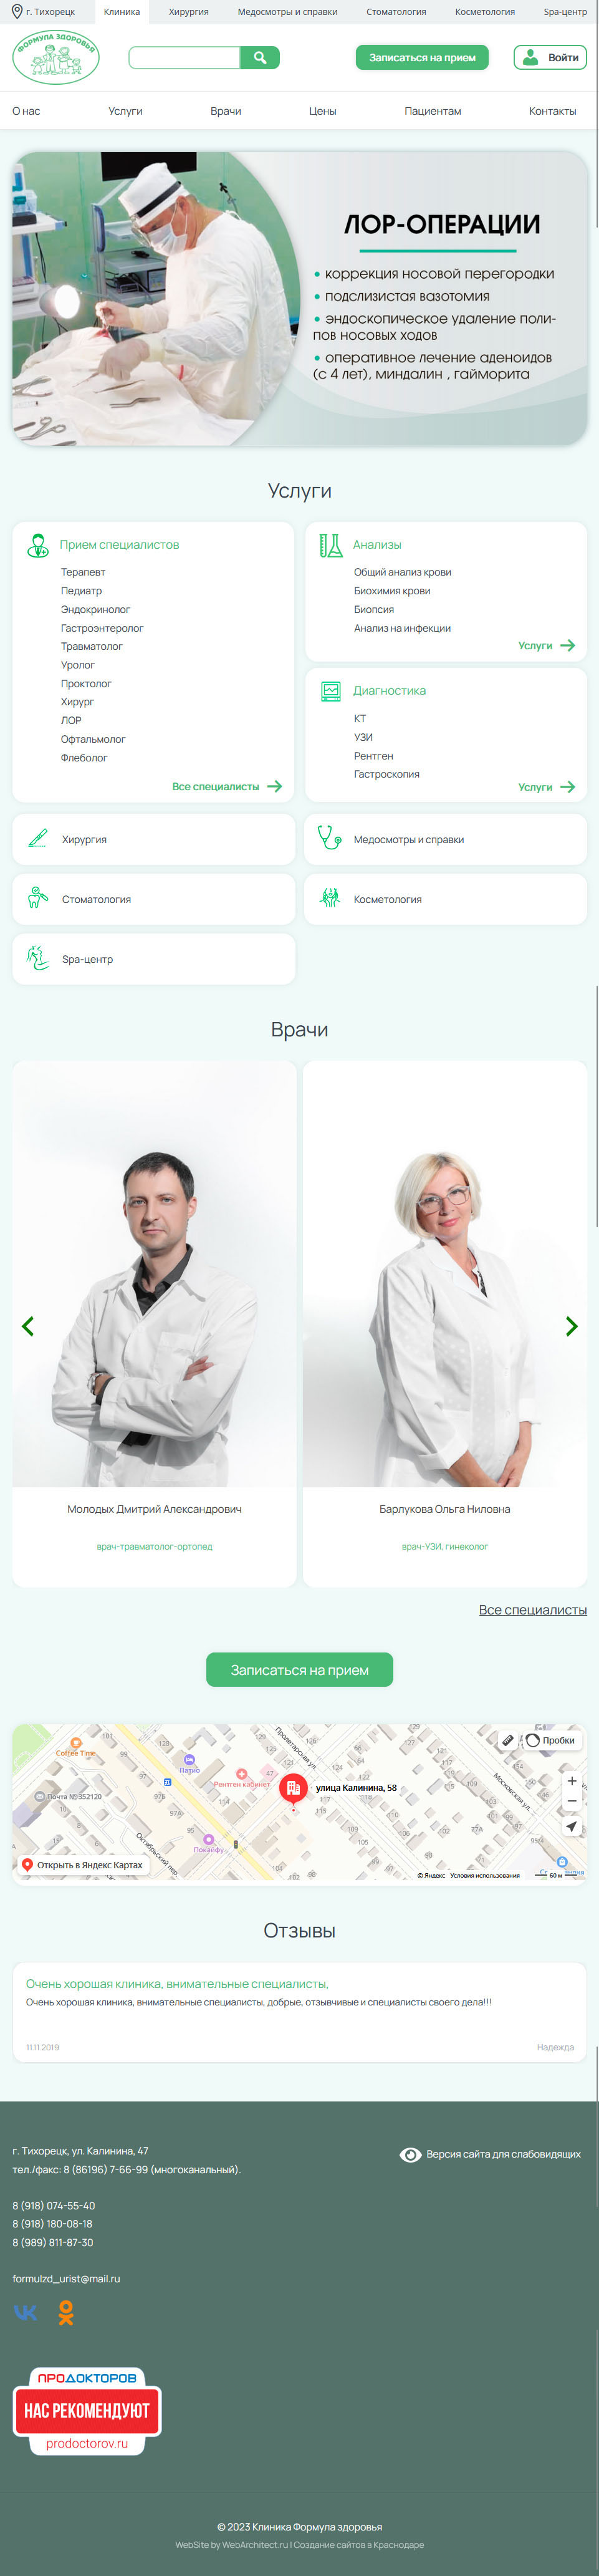 г. Тихорецк
Клиника
Хирургия
Медосмотры и справки
Стоматология
Косметология
Spa-центр
ФОРМУЛА ЗДОРОВЬЯ
Записаться на прием
Войти
О нас
Услуги
Врачи
Цены
Пациентам
Контакты
ЛОР-ОПЕРАЦИИ
• коррекция носовой перегородки
• подслизистая вазотомия
• эндоскопическое удаление поли-
пов носовых ходов
• оперативное лечение аденоидов
(с 4 лет), миндалин , гайморита
Услуги
Прием специалистов
Терапевт
Педиатр
Эндокринолог
Гастроэнтеролог
Травматолог
Уролог
Проктолог
Хирург
ЛОР
Офтальмолог
Флеболог
Все специалисты
Анализы
Общий анализ крови
Биохимия крови
Биопсия
Анализ на инфекции
Услуги
Диагностика
КТ
УЗИ
Рентген
Гастроскопия
Услуги
Хирургия
Медосмотры и справки
Стоматология
Косметология
Spa-центр
Врачи
Молодых Дмитрий Александрович
врач-травматолог-ортопед
Барлукова Ольга Ниловна
врач-УЗИ, гинеколог
Все специалисты
Записаться на прием
Coffee Time
Патио
Рентген кабинет
Почта № 352120
Покайфу
Пролетарская ул.
Московская ул.
Октябрьский пер.
улица Калинина, 58
Пробки
Открыть в Яндекс Картах
© Яндекс Условия использования
60 м
Отзывы
Очень хорошая клиника, внимательные специалисты,
Очень хорошая клиника, внимательные специалисты, добрые, отзывчивые и специалисты своего дела!!!
11.11.2019
Надежда
г. Тихорецк, ул. Калинина, 47
тел./факс: 8 (86196) 7-66-99 (многоканальный).
Версия сайта для слабовидящих
8 (918) 074-55-40
8 (918) 180-08-18
8 (989) 811-87-30
formulzd_urist@mail.ru
ПРОДОКТОРОВ
НАС РЕКОМЕНДУЮТ
prodoctorov.ru
© 2023 Клиника Формула здоровья
WebSite by WebArchitect.ru | Создание сайтов в Краснодаре